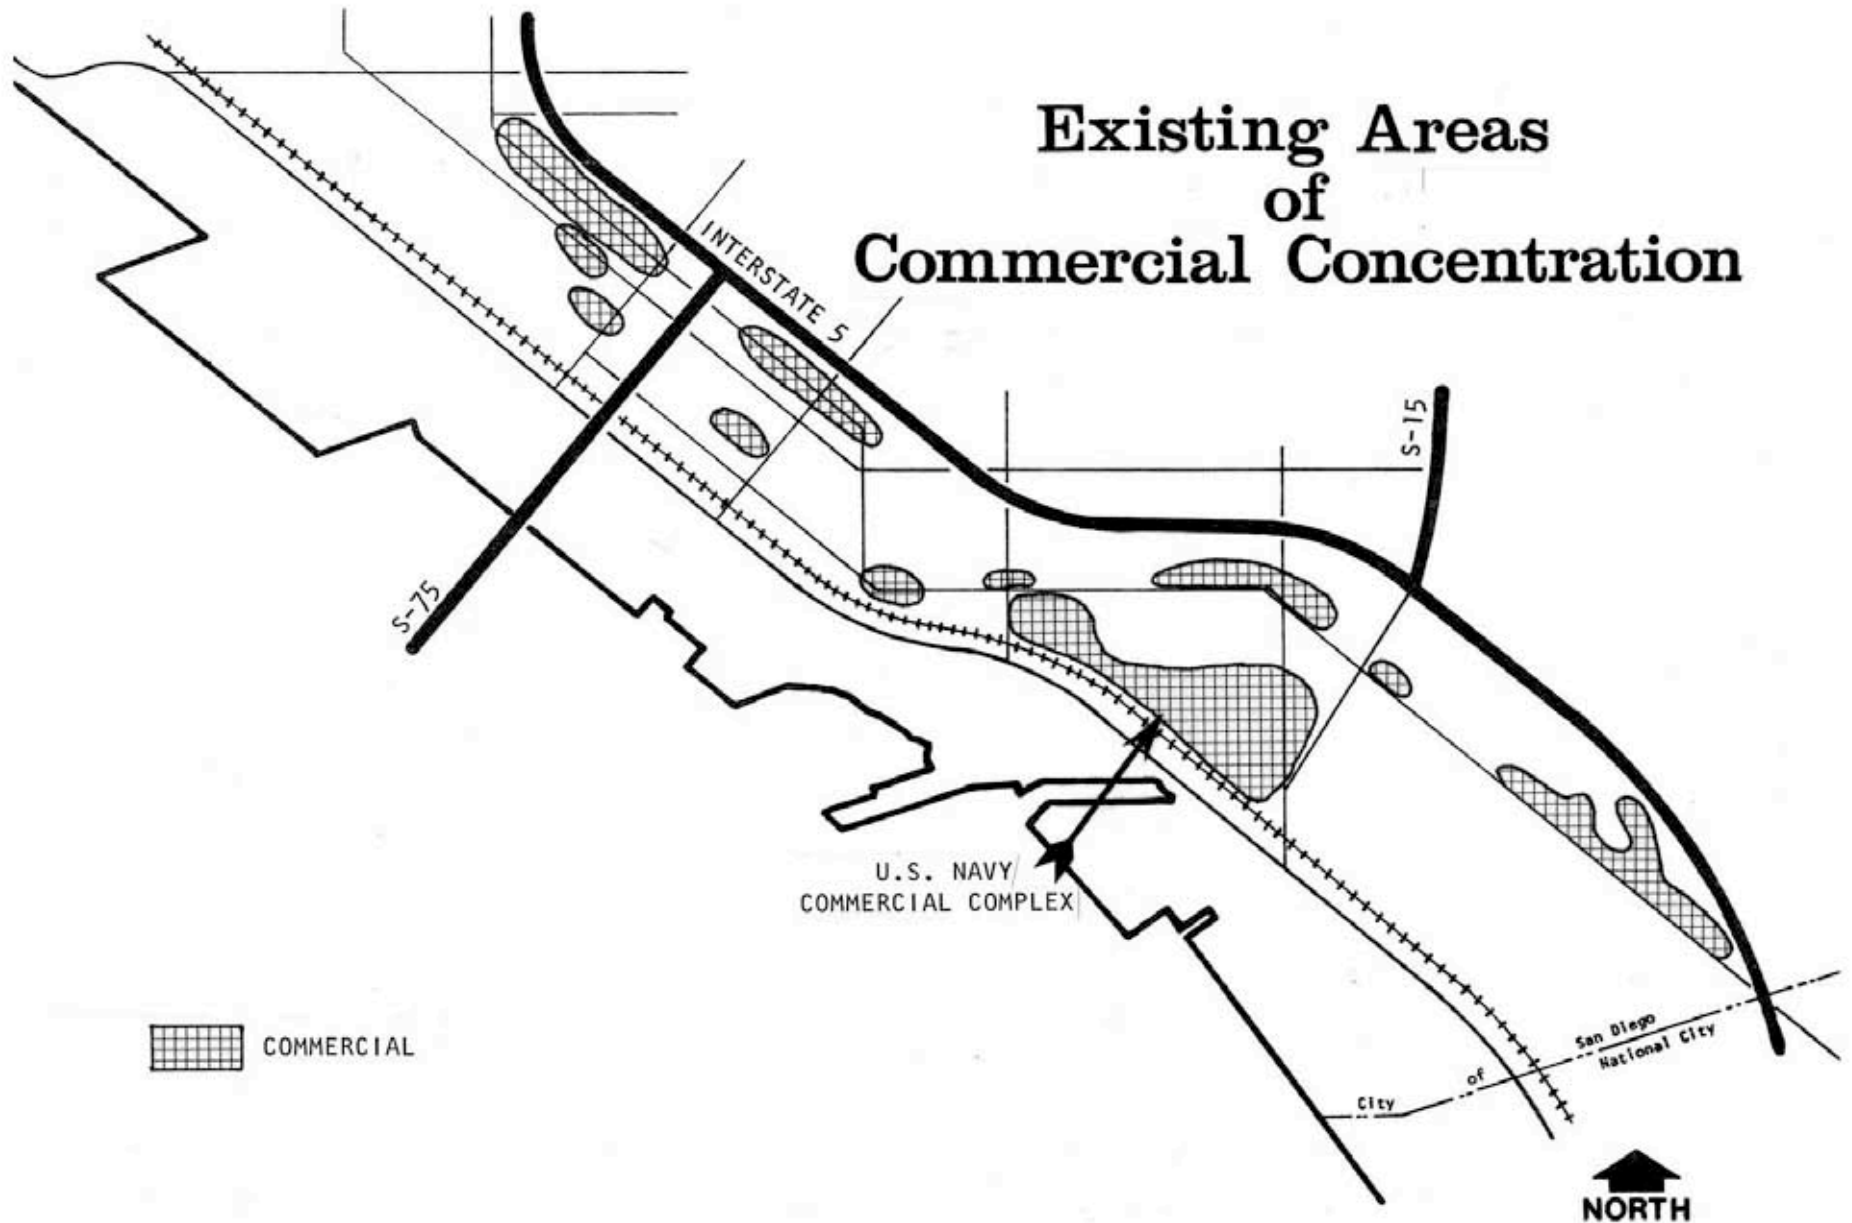 Existing Areas
of
Commercial Concentration
INTERSTATE 5
S-15
S-75
U.S. NAVY
COMMERCIAL COMPLEX
COMMERCIAL
City of San Diego
National City
NORTH